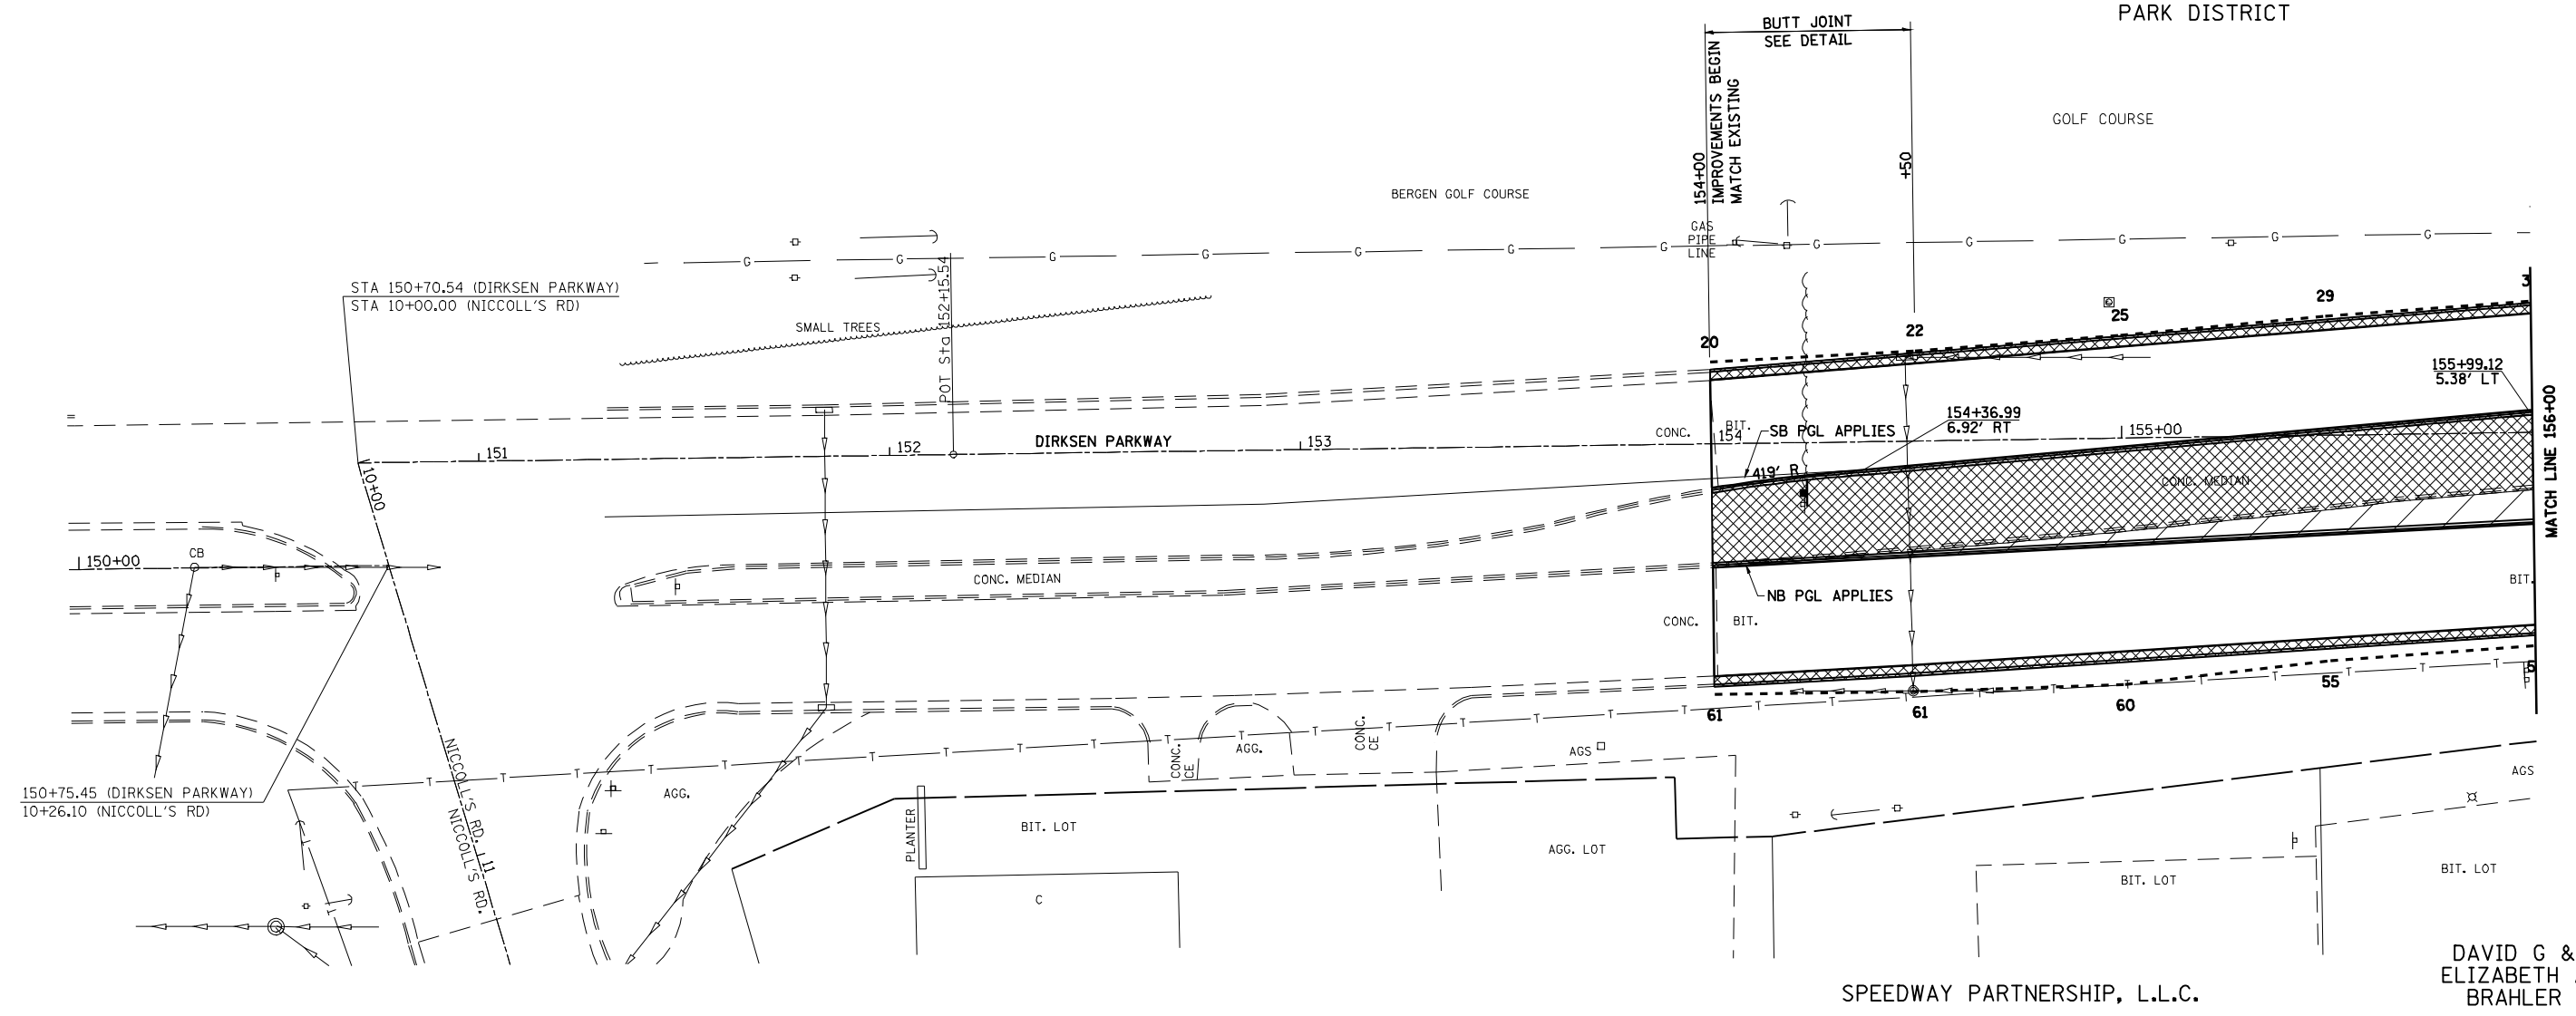 PARK DISTRICT
BUTT JOINT
SEE DETAIL
154+00
IMPROVEMENTS BEGIN
MATCH EXISTING
+50
GOLF COURSE
BERGEN GOLF COURSE
GAS
PIPE
LINE
G G G G G G G G G G G
STA 150+70.54 (DIRKSEN PARKWAY)
STA 10+00.00 (NICCOLL'S RD)
SMALL TREES
POT Sta 152+15.54
20
22
25
29
3
155+99.12
5.38' LT
MATCH LINE 156+00
151
152
DIRKSEN PARKWAY
153
CONC.
154
BIT.
SB PGL APPLIES
154+36.99
6.92' RT
155+00
419' R
CONC. MEDIAN
10+00
150+00
CB
CONC. MEDIAN
NB PGL APPLIES
CONC.
BIT.
BIT.
61
61
60
55
5
T T T T T T T T T T T T T T T T T T T T T T T T T T T
NICCOLL'S RD.
11
NICCOLL'S RD.
150+75.45 (DIRKSEN PARKWAY)
10+26.10 (NICCOLL'S RD)
AGG.
CONC.
CE
AGG.
CONC.
CE
AGS
AGS
PLANTER
BIT. LOT
AGG. LOT
BIT. LOT
BIT. LOT
C
SPEEDWAY PARTNERSHIP, L.L.C.
DAVID G &
ELIZABETH
BRAHLER